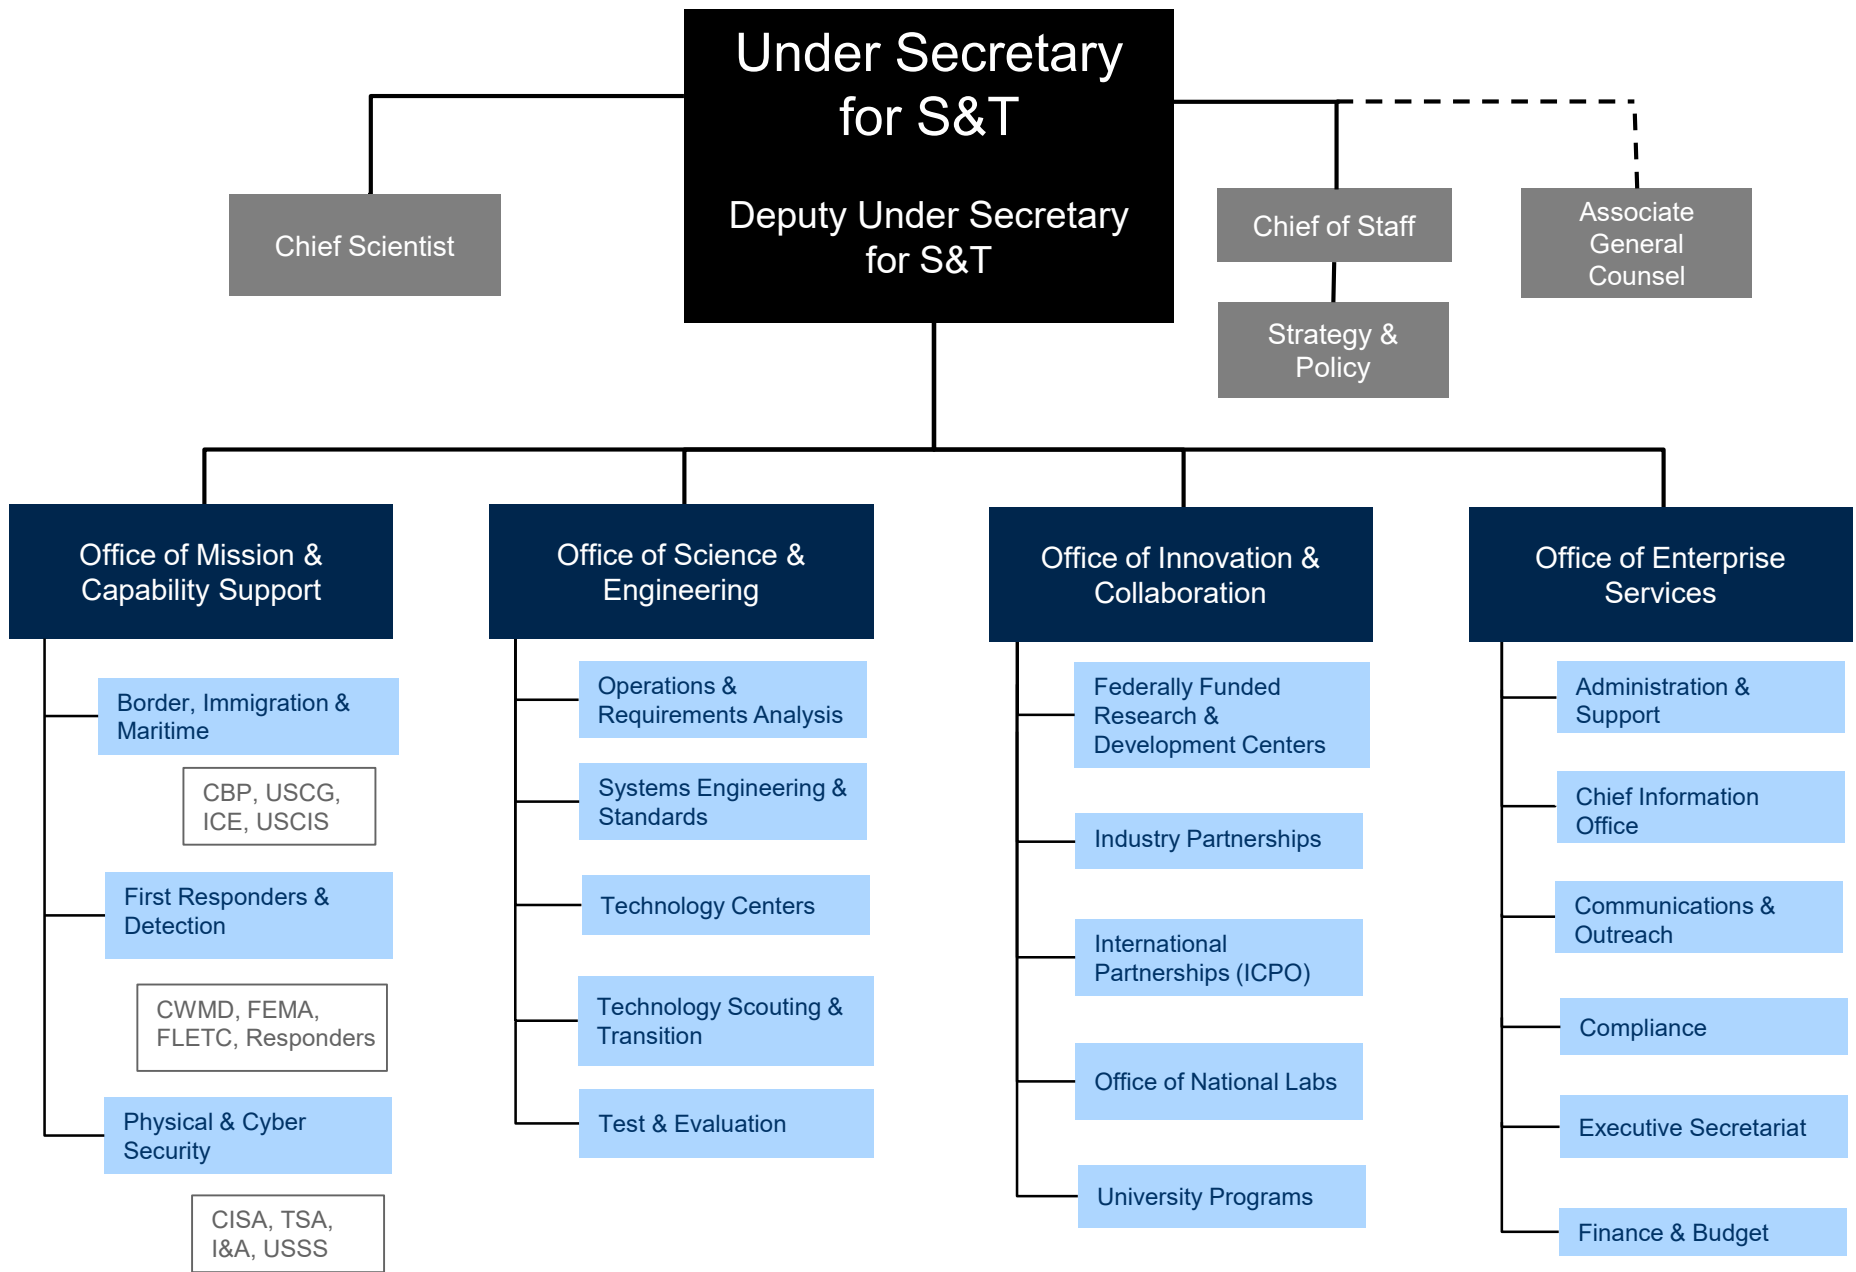 Under Secretary
for S&T
Deputy Under Secretary
for S&T
Chief Scientist
Chief of Staff
Strategy &
Policy
Associate
General
Counsel
Office of Mission &
Capability Support
Border, Immigration &
Maritime
CBP, USCG,
ICE, USCIS
First Responders &
Detection
CWMD, FEMA,
FLETC, Responders
Physical & Cyber
Security
CISA, TSA,
I&A, USSS
Office of Science &
Engineering
Operations &
Requirements Analysis
Systems Engineering &
Standards
Technology Centers
Technology Scouting &
Transition
Test & Evaluation
Office of Innovation &
Collaboration
Federally Funded
Research &
Development Centers
Industry Partnerships
International
Partnerships (ICPO)
Office of National Labs
University Programs
Office of Enterprise
Services
Administration &
Support
Chief Information
Office
Communications &
Outreach
Compliance
Executive Secretariat
Finance & Budget